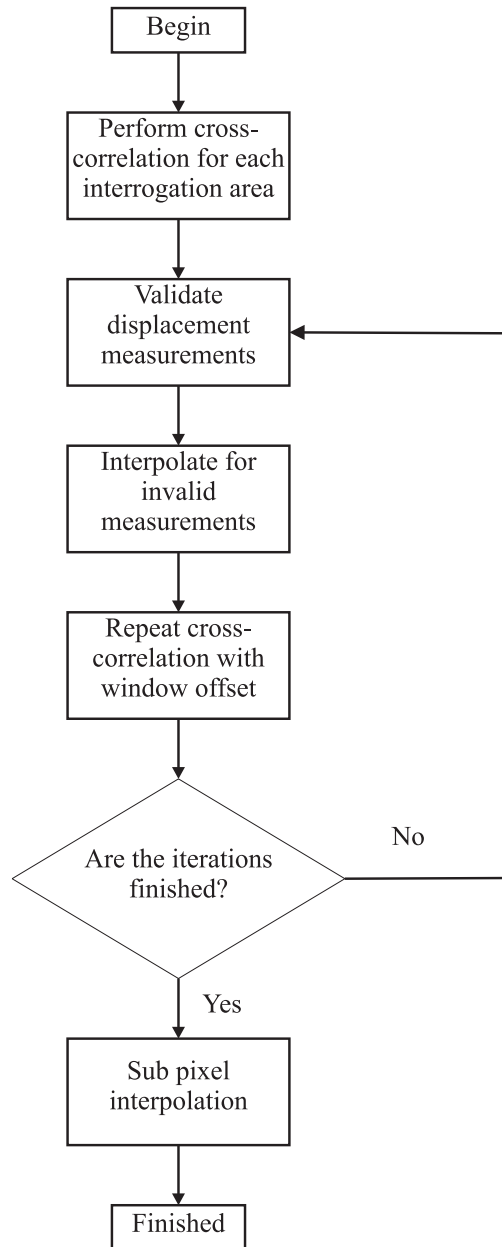 Begin
Perform cross-
correlation for each
interrogation area
Validate
displacement
measurements
Interpolate for
invalid
measurements
Repeat cross-
correlation with
window offset
Are the iterations
finished?
No
Yes
Sub pixel
interpolation
Finished